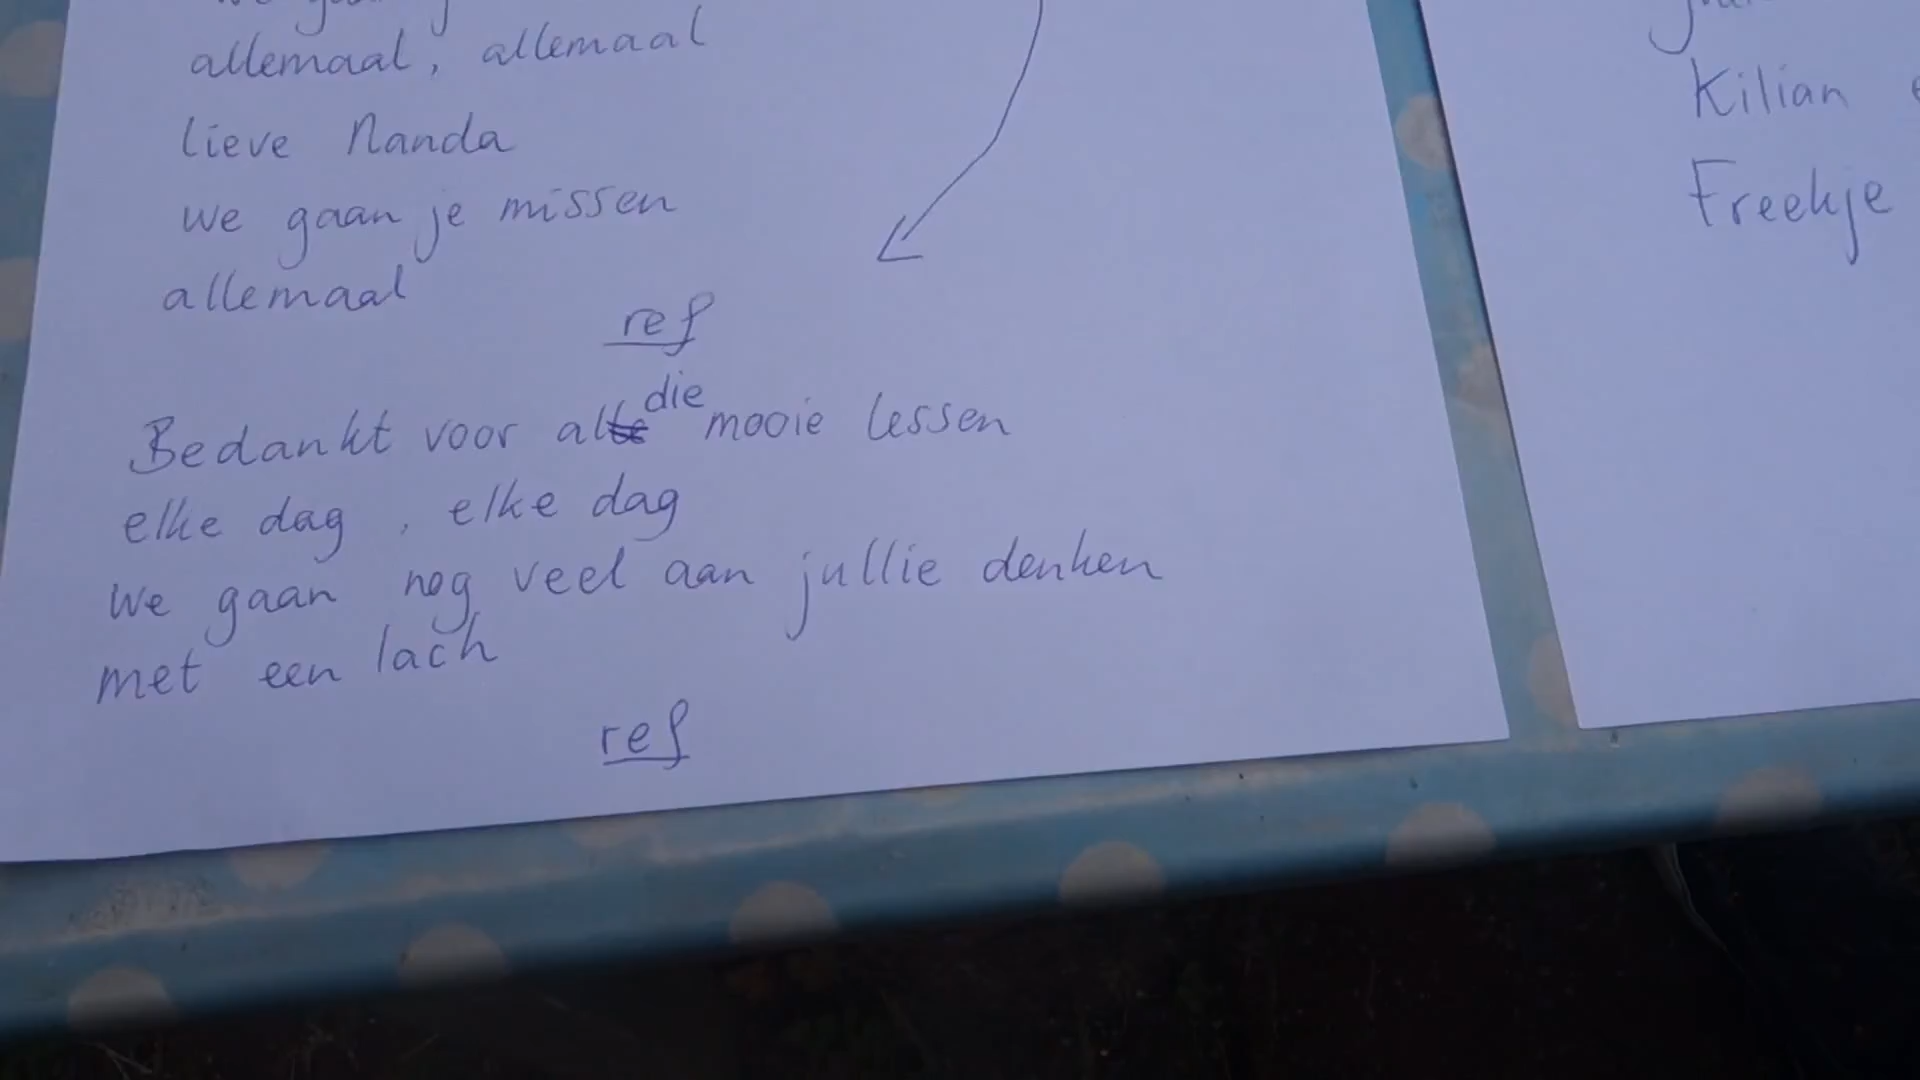 allemaal, allemaal
lieve Nanda
we gaan je missen
allemaal
ref
Bedankt voor al die mooie lessen
elke dag, elke dag
We gaan nog veel aan jullie denken
met een lach
ref
Kilian
Freekje